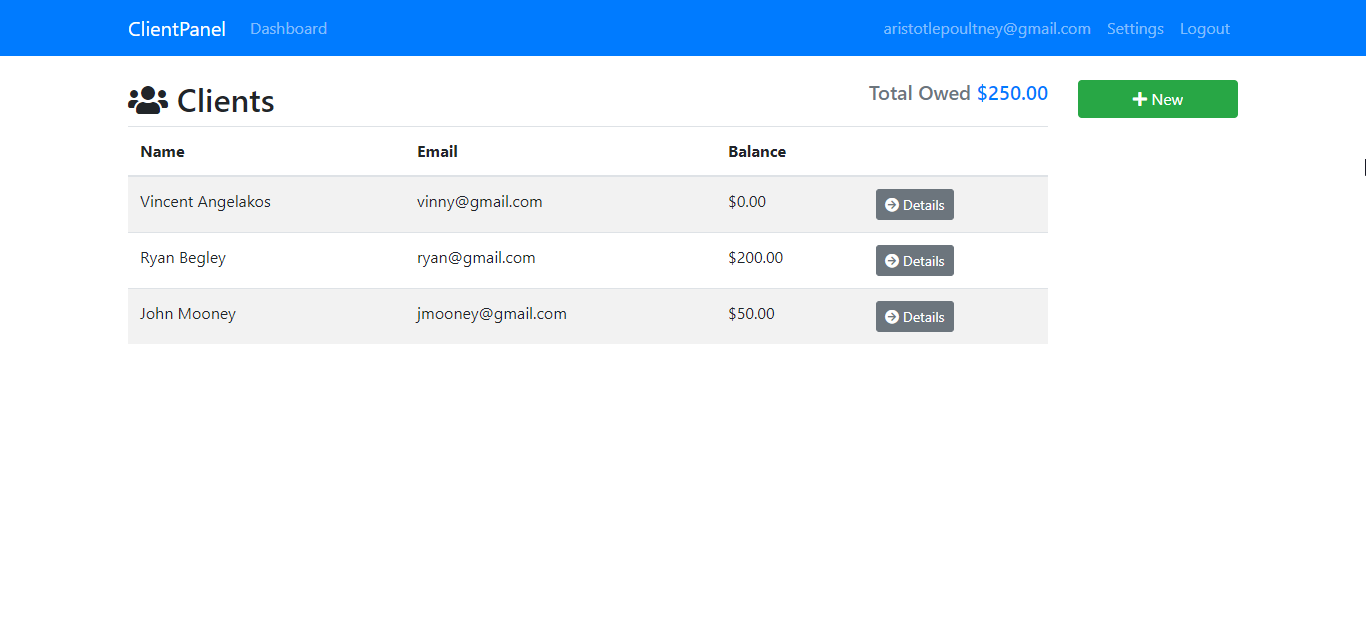 ClientPanel Dashboard aristotlepoultney@gmail.com Settings Logout
Clients Total Owed $250.00 New
Name Email Balance
Vincent Angelakos vinny@gmail.com $0.00 Details
Ryan Begley ryan@gmail.com $200.00 Details
John Mooney jmooney@gmail.com $50.00 Details